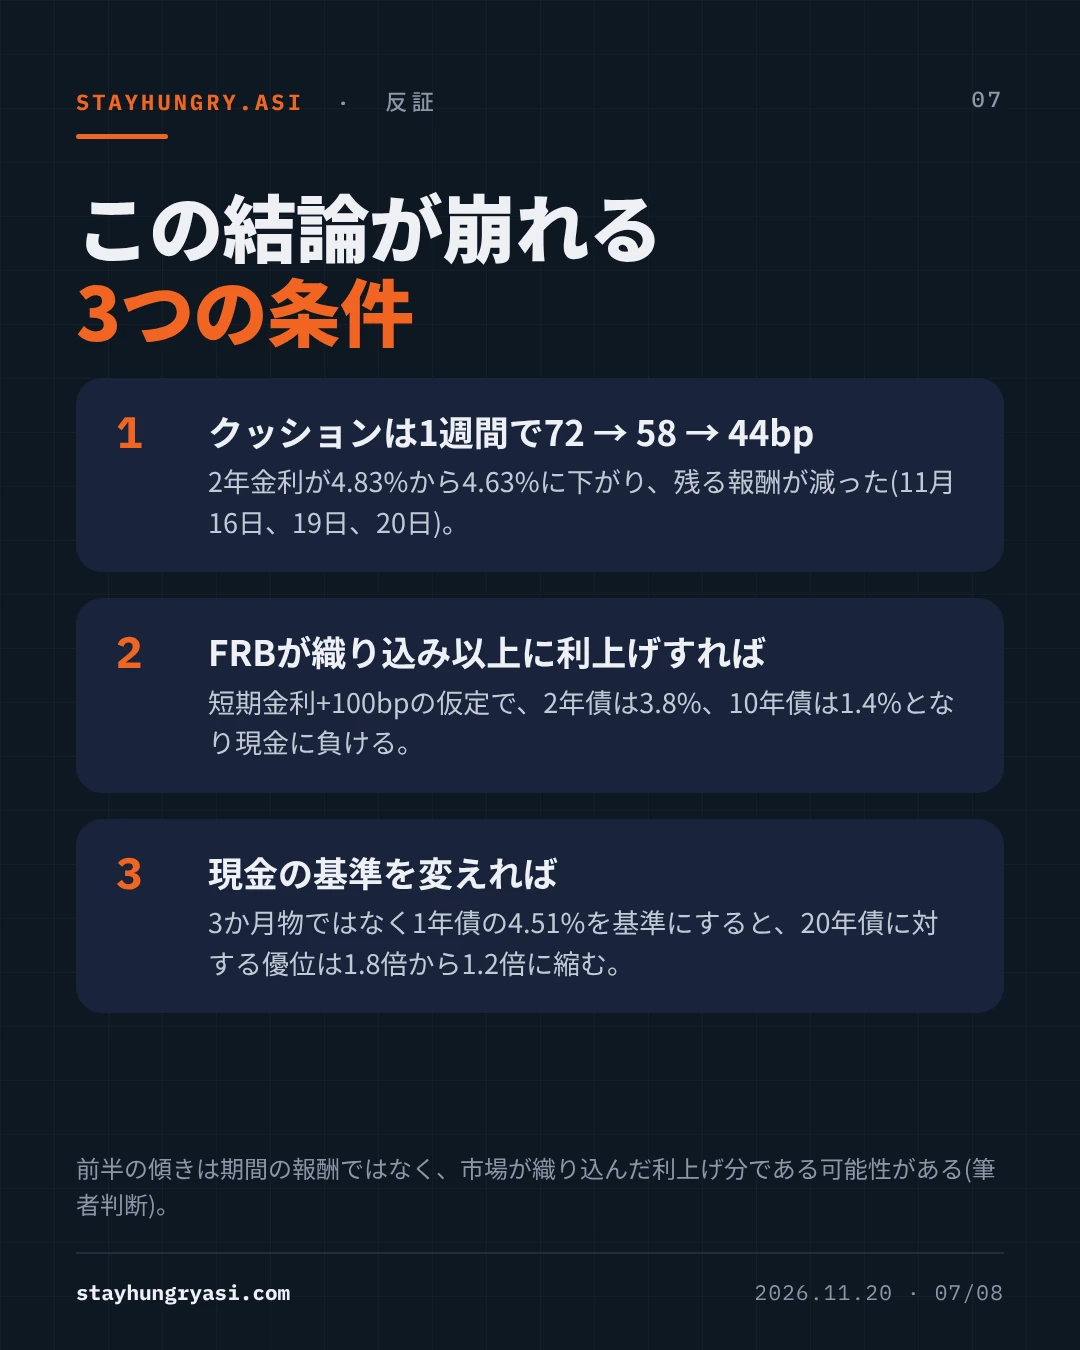 STAYHUNGRY.ASI · 反証
07
この結論が崩れる
3つの条件
1
クッションは1週間で72 → 58 → 44bp
2年金利が4.83%から4.63%に下がり、残る報酬が減った(11月
16日、19日、20日)。
2
FRBが織り込み以上に利上げすれば
短期金利+100bpの仮定で、2年債は3.8%、10年債は1.4%とな
り現金に負ける。
3
現金の基準を変えれば
3か月物ではなく1年債の4.51%を基準にすると、20年債に対
する優位は1.8倍から1.2倍に縮む。
前半の傾きは期間の報酬ではなく、市場が織り込んだ利上げ分である可能性がある(筆
者判断)。
stayhungryasi.com
2026.11.20 · 07/08